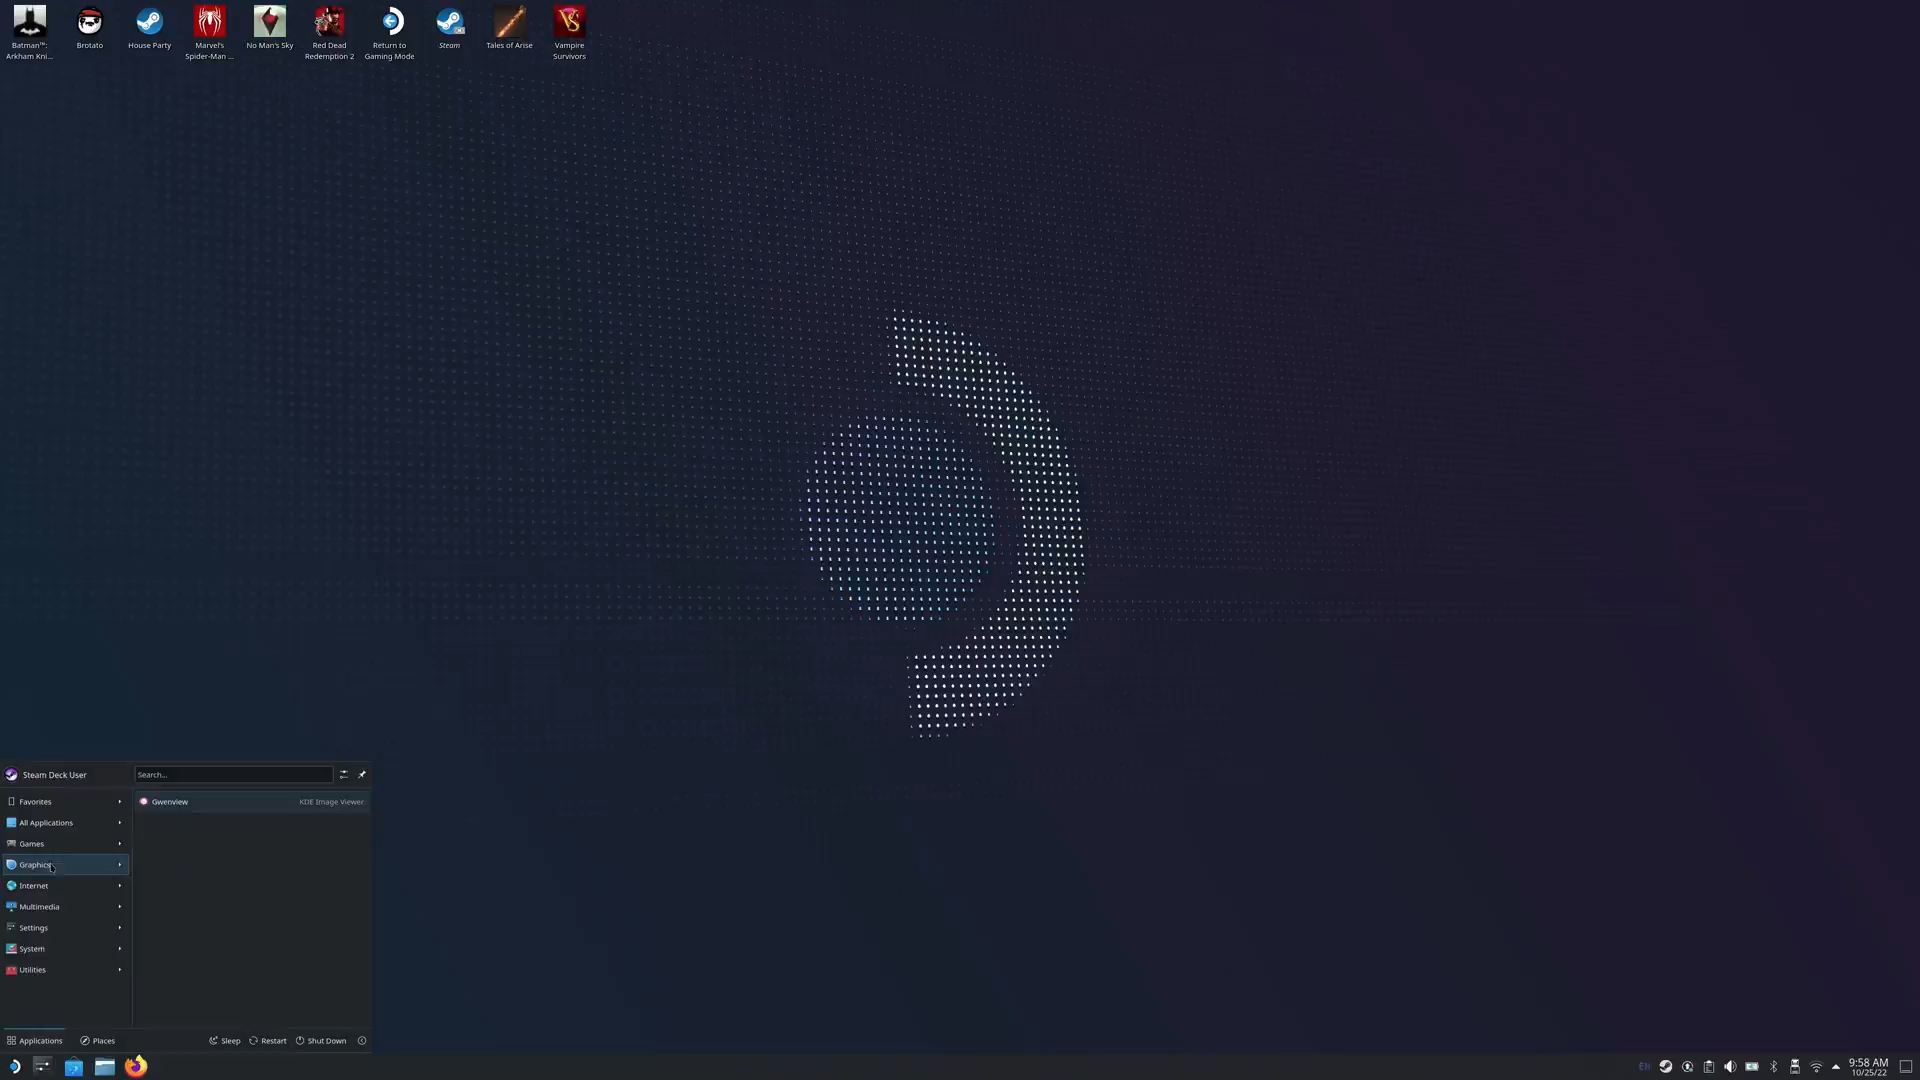 Batman™:
Arkham Kni...
Brotato
House Party
Marvel's
Spider-Man ...
No Man's Sky
Red Dead
Redemption 2
Return to
Gaming Mode
Steam
Tales of Arise
Vampire
Survivors
Steam Deck User
Search...
Favorites
All Applications
Games
Graphics
Internet
Multimedia
Settings
System
Utilities
Gwenview KDE Image Viewer
Applications Places Sleep Restart Shut Down
EN 9:58 AM
10/25/22